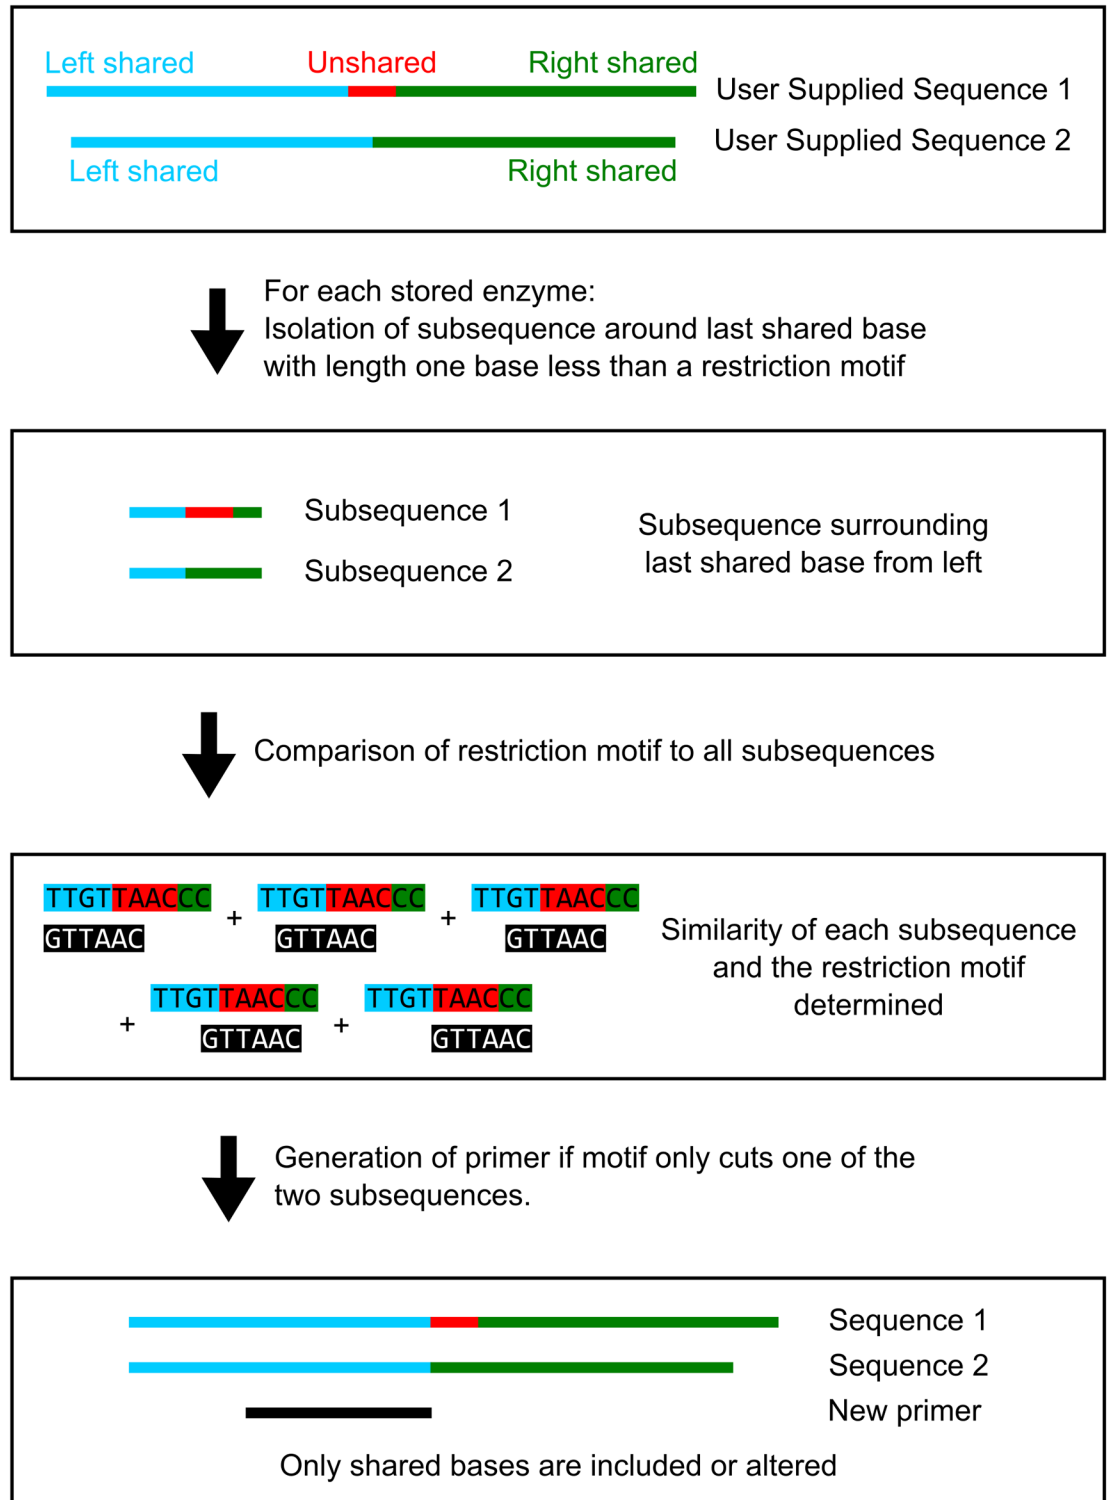 Left shared Unshared Right shared
User Supplied Sequence 1
User Supplied Sequence 2
Left shared Right shared
For each stored enzyme:
Isolation of subsequence around last shared base
with length one base less than a restriction motif
Subsequence 1
Subsequence 2
Subsequence surrounding
last shared base from left
Comparison of restriction motif to all subsequences
TTGTTAACCC + TTGTTAACCC + TTGTTAACCC
GTTAAC GTTAAC GTTAAC
+ TTGTTAACCC + TTGTTAACCC
GTTAAC GTTAAC
Similarity of each subsequence
and the restriction motif
determined
Generation of primer if motif only cuts one of the
two subsequences.
Sequence 1
Sequence 2
New primer
Only shared bases are included or altered